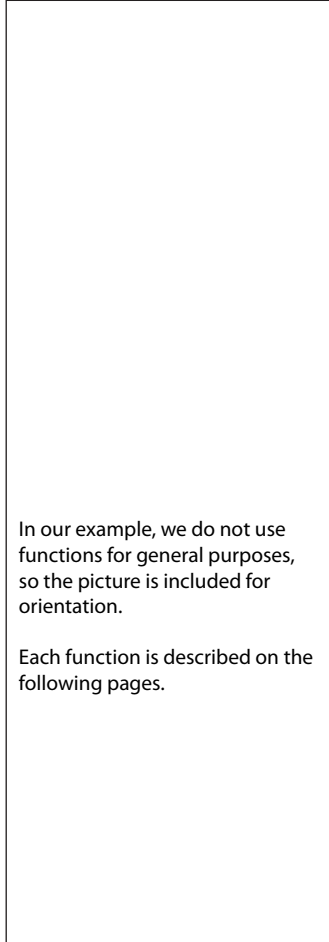 In our example, we do not use
functions for general purposes,
so the picture is included for
orientation.
Each function is described on the
following pages.